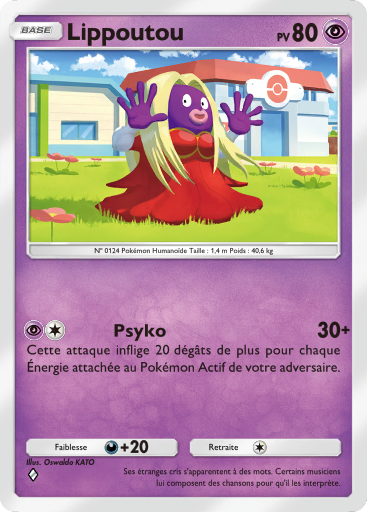 BASE
Lippoutou
PV 80
N° 0124 Pokémon Humanoïde Taille : 1,4 m Poids : 40,6 kg
Psyko 30+
Cette attaque inflige 20 dégâts de plus pour chaque
Énergie attachée au Pokémon Actif de votre adversaire.
Faiblesse +20 Retraite
Illus. Oswaldo KATO
Ses étranges cris s'apparentent à des mots. Certains musiciens
lui composent des chansons pour qu'il les interprète.